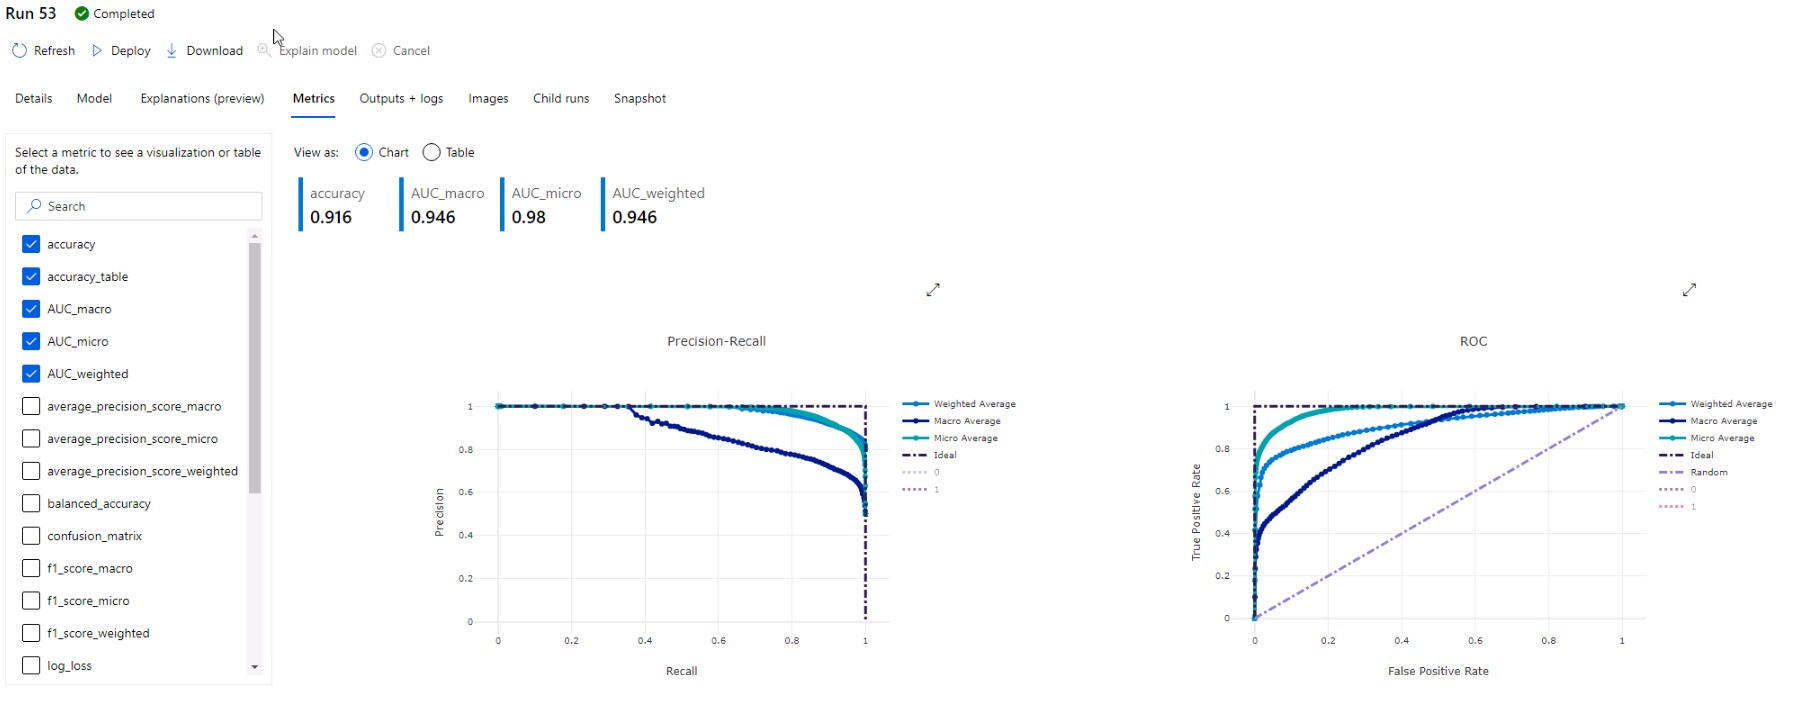 Run 53 Completed
Refresh Deploy Download Explain model Cancel
Details Model Explanations (preview) Metrics Outputs + logs Images Child runs Snapshot
Select a metric to see a visualization or table
of the data.
Search
accuracy
accuracy_table
AUC_macro
AUC_micro
AUC_weighted
average_precision_score_macro
average_precision_score_micro
average_precision_score_weighted
balanced_accuracy
confusion_matrix
f1_score_macro
f1_score_micro
f1_score_weighted
log_loss
View as: Chart Table
accuracy AUC_macro AUC_micro AUC_weighted
0.916 0.946 0.98 0.946
Precision-Recall
1
0.8
0.6
0.4
0.2
0
Precision
0 0.2 0.4 0.6 0.8 1
Recall
Weighted Average
Macro Average
Micro Average
Ideal
0
1
ROC
1
0.8
0.6
0.4
0.2
0
True Positive Rate
0 0.2 0.4 0.6 0.8 1
False Positive Rate
Weighted Average
Macro Average
Micro Average
Ideal
Random
0
1